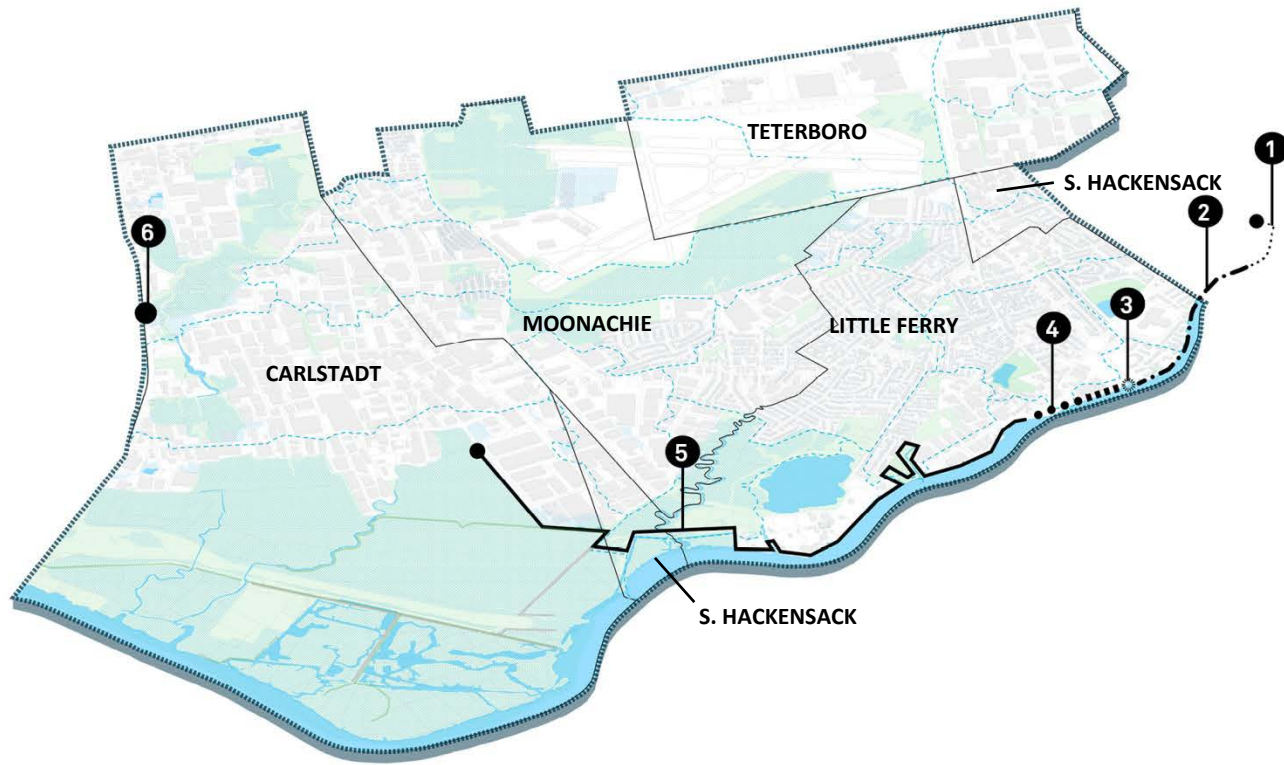 TETERBORO
1
S. HACKENSACK
2
6
3
MOONACHIE
LITTLE FERRY
4
CARLSTADT
5
S. HACKENSACK